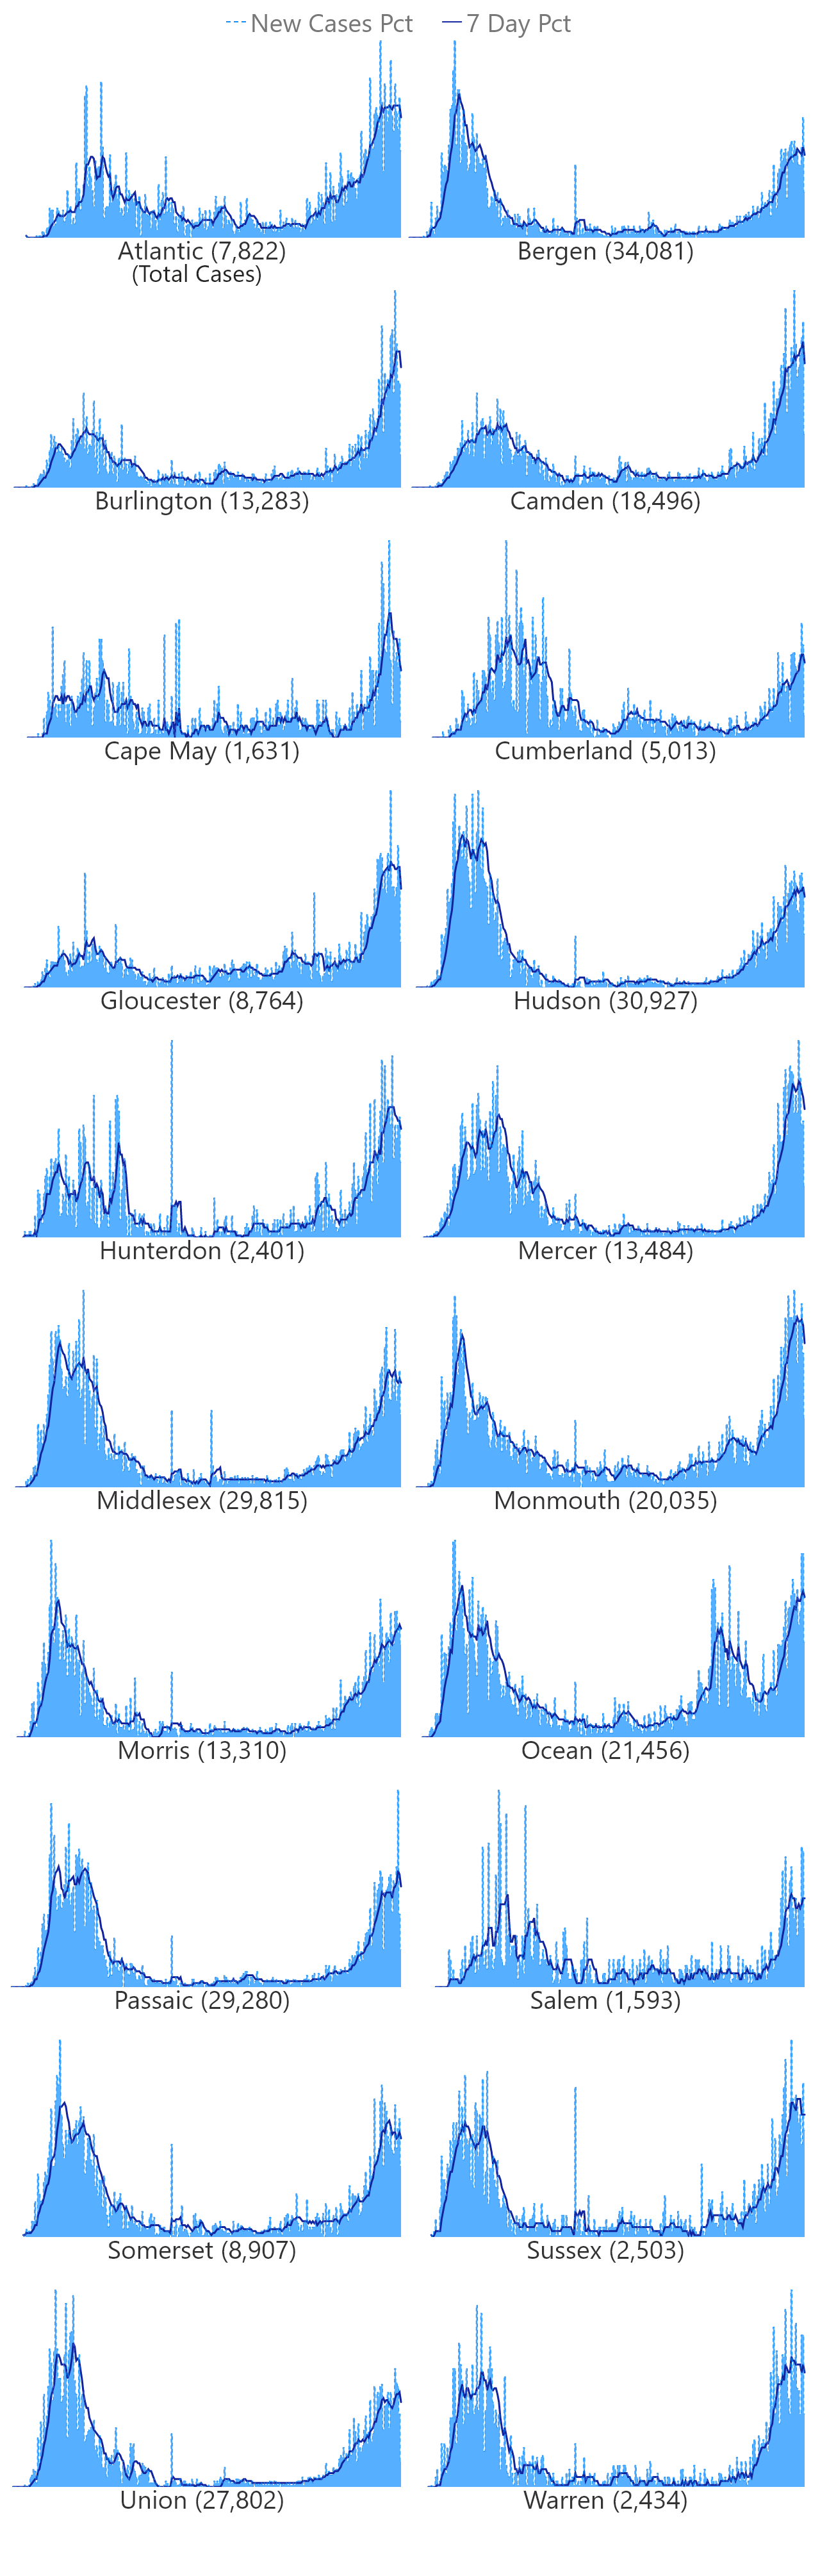 New Cases Pct 7 Day Pct
Atlantic (7,822) Bergen (34,081)
(Total Cases)
Burlington (13,283) Camden (18,496)
Cape May (1,631) Cumberland (5,013)
Gloucester (8,764) Hudson (30,927)
Hunterdon (2,401) Mercer (13,484)
Middlesex (29,815) Monmouth (20,035)
Morris (13,310) Ocean (21,456)
Passaic (29,280) Salem (1,593)
Somerset (8,907) Sussex (2,503)
Union (27,802) Warren (2,434)